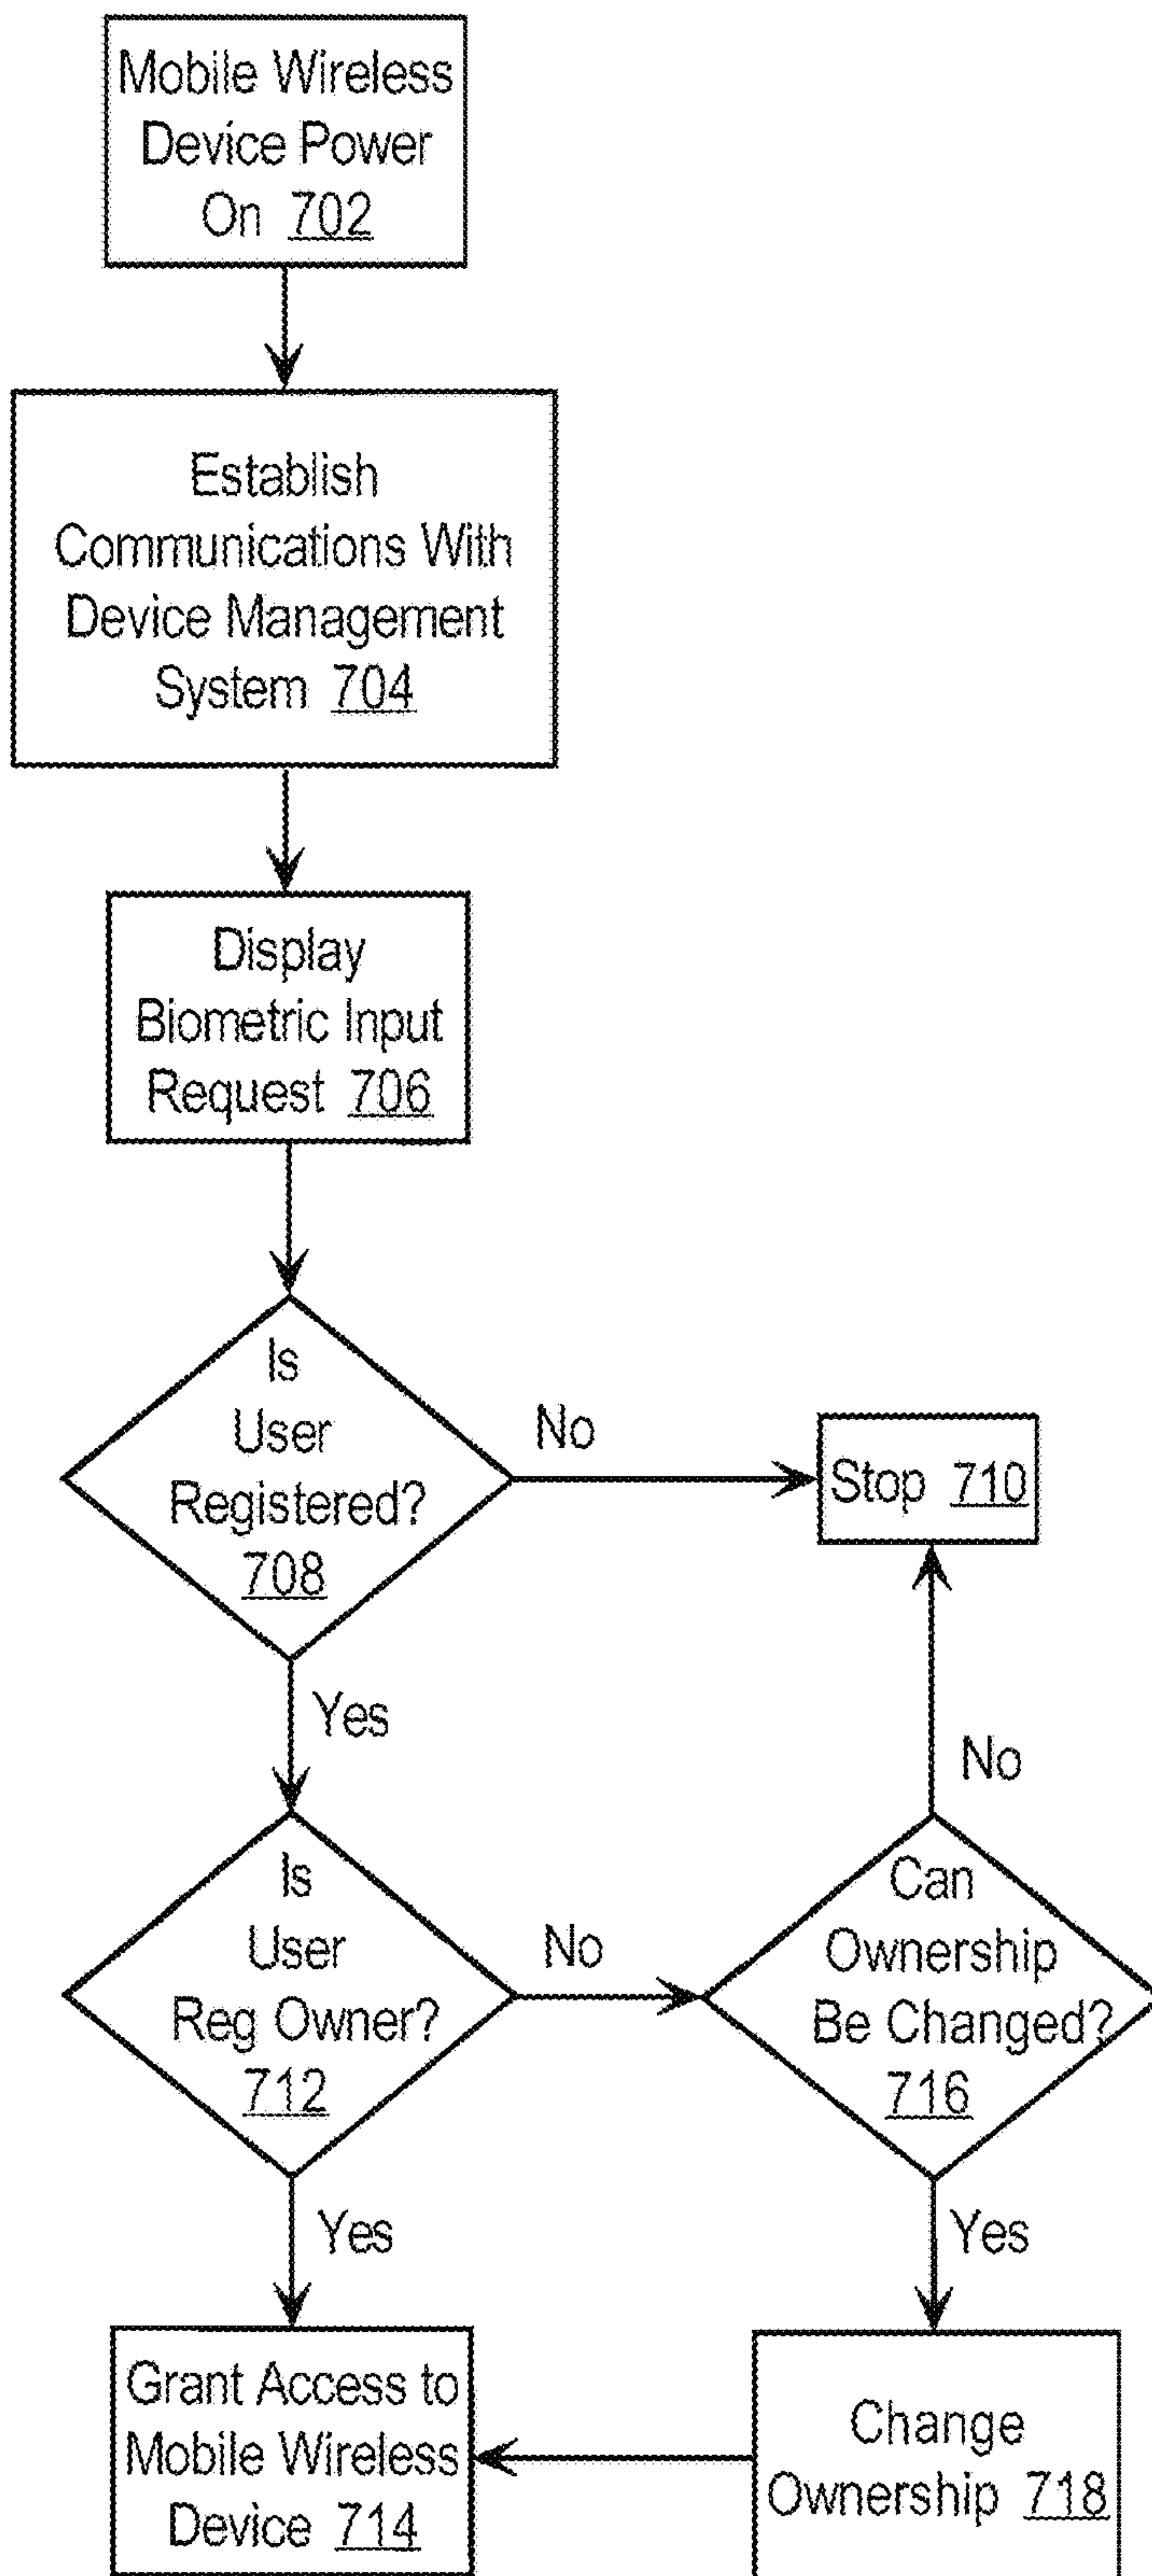 Mobile Wireless
Device Power
On 702
Establish
Communications With
Device Management
System 704
Display
Biometric Input
Request 706
Is
User
Registered?
708
No
Stop 710
Yes
Is
User
Reg Owner?
712
No
Can
Ownership
Be Changed?
716
No
Yes
Yes
Grant Access to
Mobile Wireless
Device 714
Change
Ownership 718